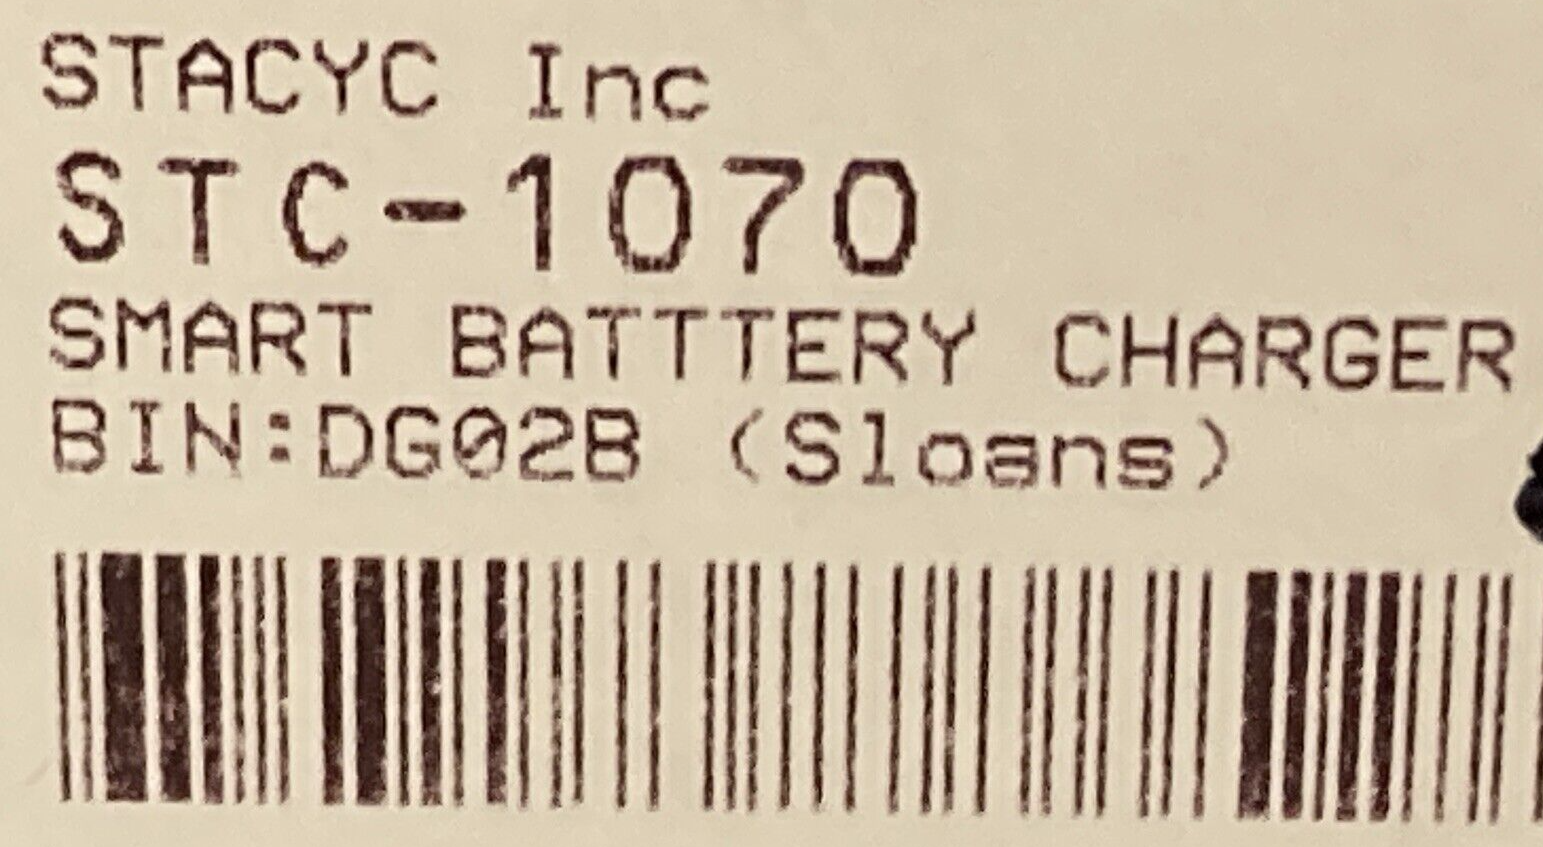 STACYC Inc
STC-1070
SMART BATTTERY CHARGER
BIN:DG02B (Sloans)